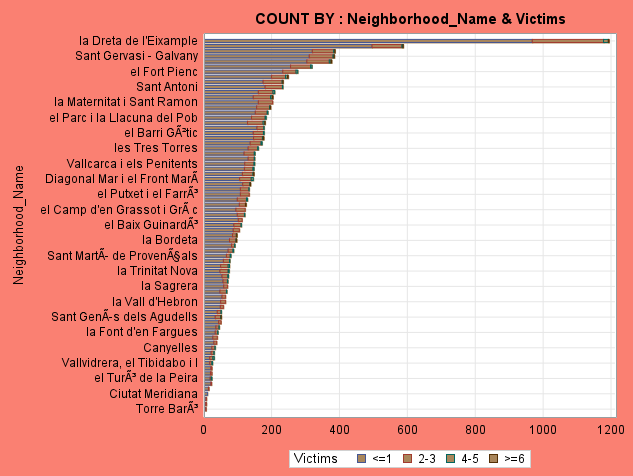 COUNT BY : Neighborhood_Name & Victims
Neighborhood_Name
la Dreta de l'Eixample
Sant Gervasi - Galvany
el Fort Pienc
Sant Antoni
la Maternitat i Sant Ramon
el Parc i la Llacuna del Pob
el Barri GÃ³tic
les Tres Torres
Vallcarca i els Penitents
Diagonal Mar i el Front MarÃ
el Putxet i el FarrÃ³
el Camp d'en Grassot i GrÃ c
el Baix GuinardÃ³
la Bordeta
Sant MartÃ- de ProvenÃ§als
la Trinitat Nova
la Sagrera
la Vall d'Hebron
Sant GenÃ-s dels Agudells
la Font d'en Fargues
Canyelles
Vallvidrera, el Tibidabo i l
el TurÃ³ de la Peira
Ciutat Meridiana
Torre BarÃ³
0 200 400 600 800 1000 1200
Victims <=1 2-3 4-5 >=6